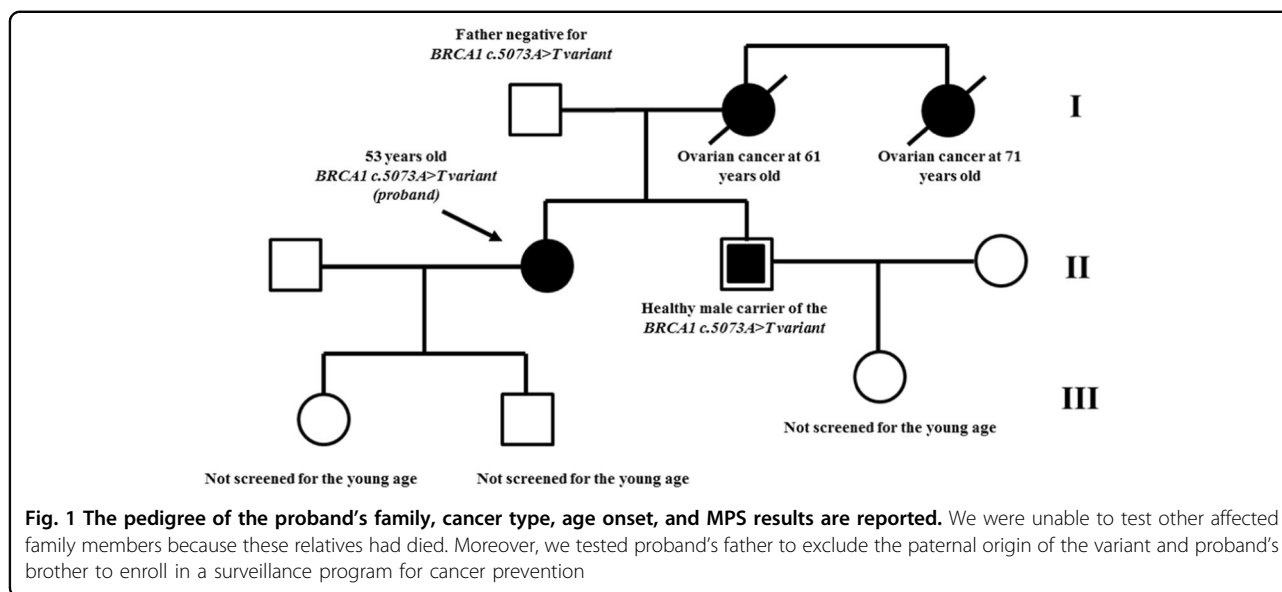 Father negative for
BRCA1 c.5073A>T variant
I
Ovarian cancer at 61
years old
Ovarian cancer at 71
years old
53 years old
BRCA1 c.5073A>T variant
(proband)
II
Healthy male carrier of the
BRCA1 c.5073A>T variant
III
Not screened for the young age
Not screened for the young age
Not screened for the young age
Fig. 1 The pedigree of the proband's family, cancer type, age onset, and MPS results are reported. We were unable to test other affected
family members because these relatives had died. Moreover, we tested proband's father to exclude the paternal origin of the variant and proband's
brother to enroll in a surveillance program for cancer prevention